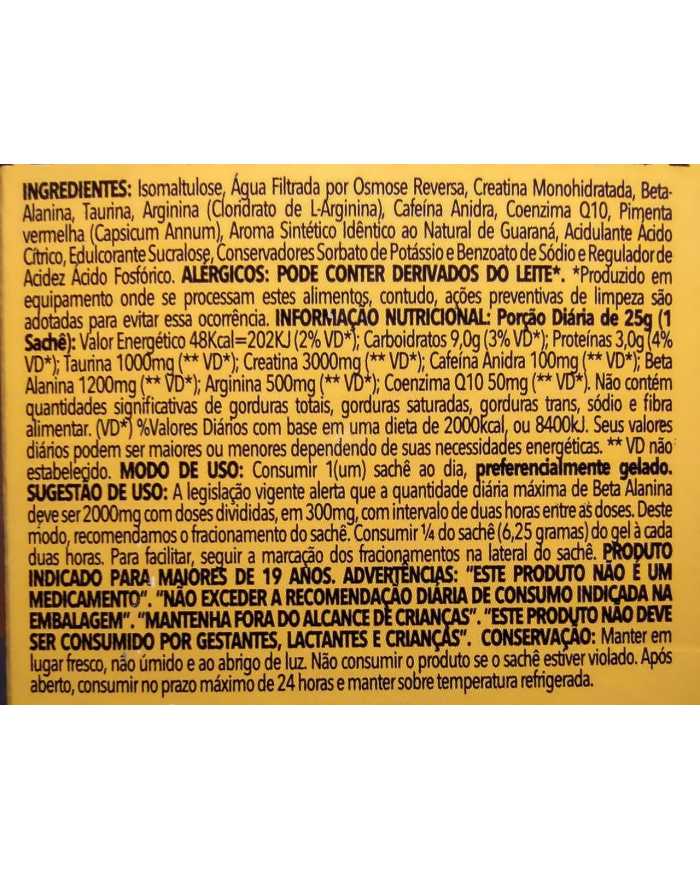 INGREDIENTES: Isomaltulose, Água Filtrada por Osmose Reversa, Creatina Monohidratada, Beta-
Alanina, Taurina, Arginina (Cloridrato de L-Arginina), Cafeína Anidra, Coenzima Q10, Pimenta
vermelha (Capsicum Annum), Aroma Sintético Idêntico ao Natural de Guaraná, Acidulante Ácido
Cítrico, Edulcorante Sucralose, Conservadores Sorbato de Potássio e Benzoato de Sódio e Regulador de
Acidez Ácido Fosfórico. ALÉRGICOS: PODE CONTER DERIVADOS DO LEITE*. *Produzido em
equipamento onde se processam estes alimentos, contudo, ações preventivas de limpeza são
adotadas para evitar essa ocorrência. INFORMAÇÃO NUTRICIONAL: Porção Diária de 25g (1
Sachê): Valor Energético 48Kcal=202KJ (2% VD*); Carboidratos 9,0g (3% VD*); Proteínas 3,0g (4%
VD*); Taurina 1000mg (** VD*); Creatina 3000mg (** VD*); Cafeína Anidra 100mg (** VD*); Beta
Alanina 1200mg (** VD*); Arginina 500mg (** VD*); Coenzima Q10 50mg (** VD*). Não contém
quantidades significativas de gorduras totais, gorduras saturadas, gorduras trans, sódio e fibra
alimentar. (VD*) %Valores Diários com base em uma dieta de 2000kcal, ou 8400kJ. Seus valores
diários podem ser maiores ou menores dependendo de suas necessidades energéticas. ** VD não
estabelecido. MODO DE USO: Consumir 1(um) sachê ao dia, preferencialmente gelado.
SUGESTÃO DE USO: A legislação vigente alerta que a quantidade diária máxima de Beta Alanina
deve ser 2000mg com doses divididas, em 300mg, com intervalo de duas horas entre as doses. Deste
modo, recomendamos o fracionamento do sachê. Consumir ¼ do sachê (6,25 gramas) do gel à cada
duas horas. Para facilitar, seguir a marcação dos fracionamentos na lateral do sachê. PRODUTO
INDICADO PARA MAIORES DE 19 ANOS. ADVERTÊNCIAS: "ESTE PRODUTO NÃO É UM
MEDICAMENTO". "NÃO EXCEDER A RECOMENDAÇÃO DIÁRIA DE CONSUMO INDICADA NA
EMBALAGEM". "MANTENHA FORA DO ALCANCE DE CRIANÇAS". "ESTE PRODUTO NÃO DEVE
SER CONSUMIDO POR GESTANTES, LACTANTES E CRIANÇAS". CONSERVAÇÃO: Manter em
lugar fresco, não úmido e ao abrigo de luz. Não consumir o produto se o sachê estiver violado. Após
aberto, consumir no prazo máximo de 24 horas e manter sobre temperatura refrigerada.